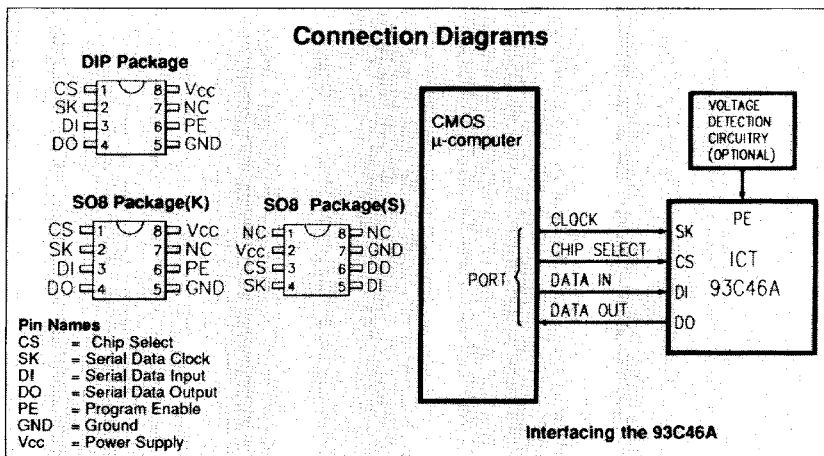 Connection Diagrams
DIP Package
CS 1 8 Vcc
SK 2 7 NC
DI 3 6 PE
DO 4 5 GND
SO8 Package(K)
CS 1 8 Vcc
SK 2 7 NC
DI 3 6 PE
DO 4 5 GND
SO8 Package(S)
NC 1 8 NC
Vcc 2 7 GND
CS 3 6 DO
SK 4 5 DI
Pin Names
CS = Chip Select
SK = Serial Data Clock
DI = Serial Data Input
DO = Serial Data Output
PE = Program Enable
GND = Ground
Vcc = Power Supply
CMOS
μ-computer
PORT
CLOCK
CHIP SELECT
DATA IN
DATA OUT
VOLTAGE
DETECTION
CIRCUITRY
(OPTIONAL)
PE
SK
ICT
CS
93C46A
DI
DO
Interfacing the 93C46A